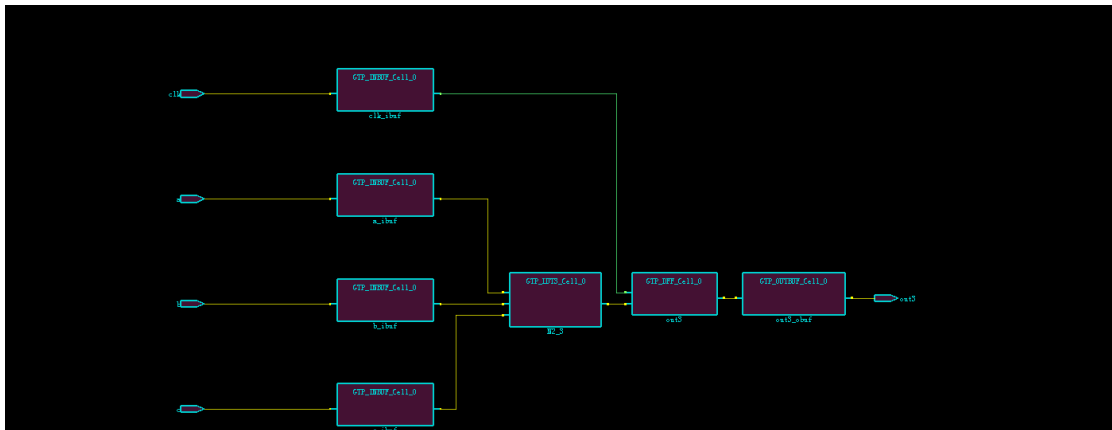 GTP_INBUF_Cell_0
clk
clk_ibuf
GTP_INBUF_Cell_0
a
a_ibuf
GTP_LUT3_Cell_0
GTP_DFF_Cell_0
GTP_OUTBUF_Cell_0
out3
GTP_INBUF_Cell_0
b
b_ibuf
N2_3
out3
out3_obuf
GTP_INBUF_Cell_0